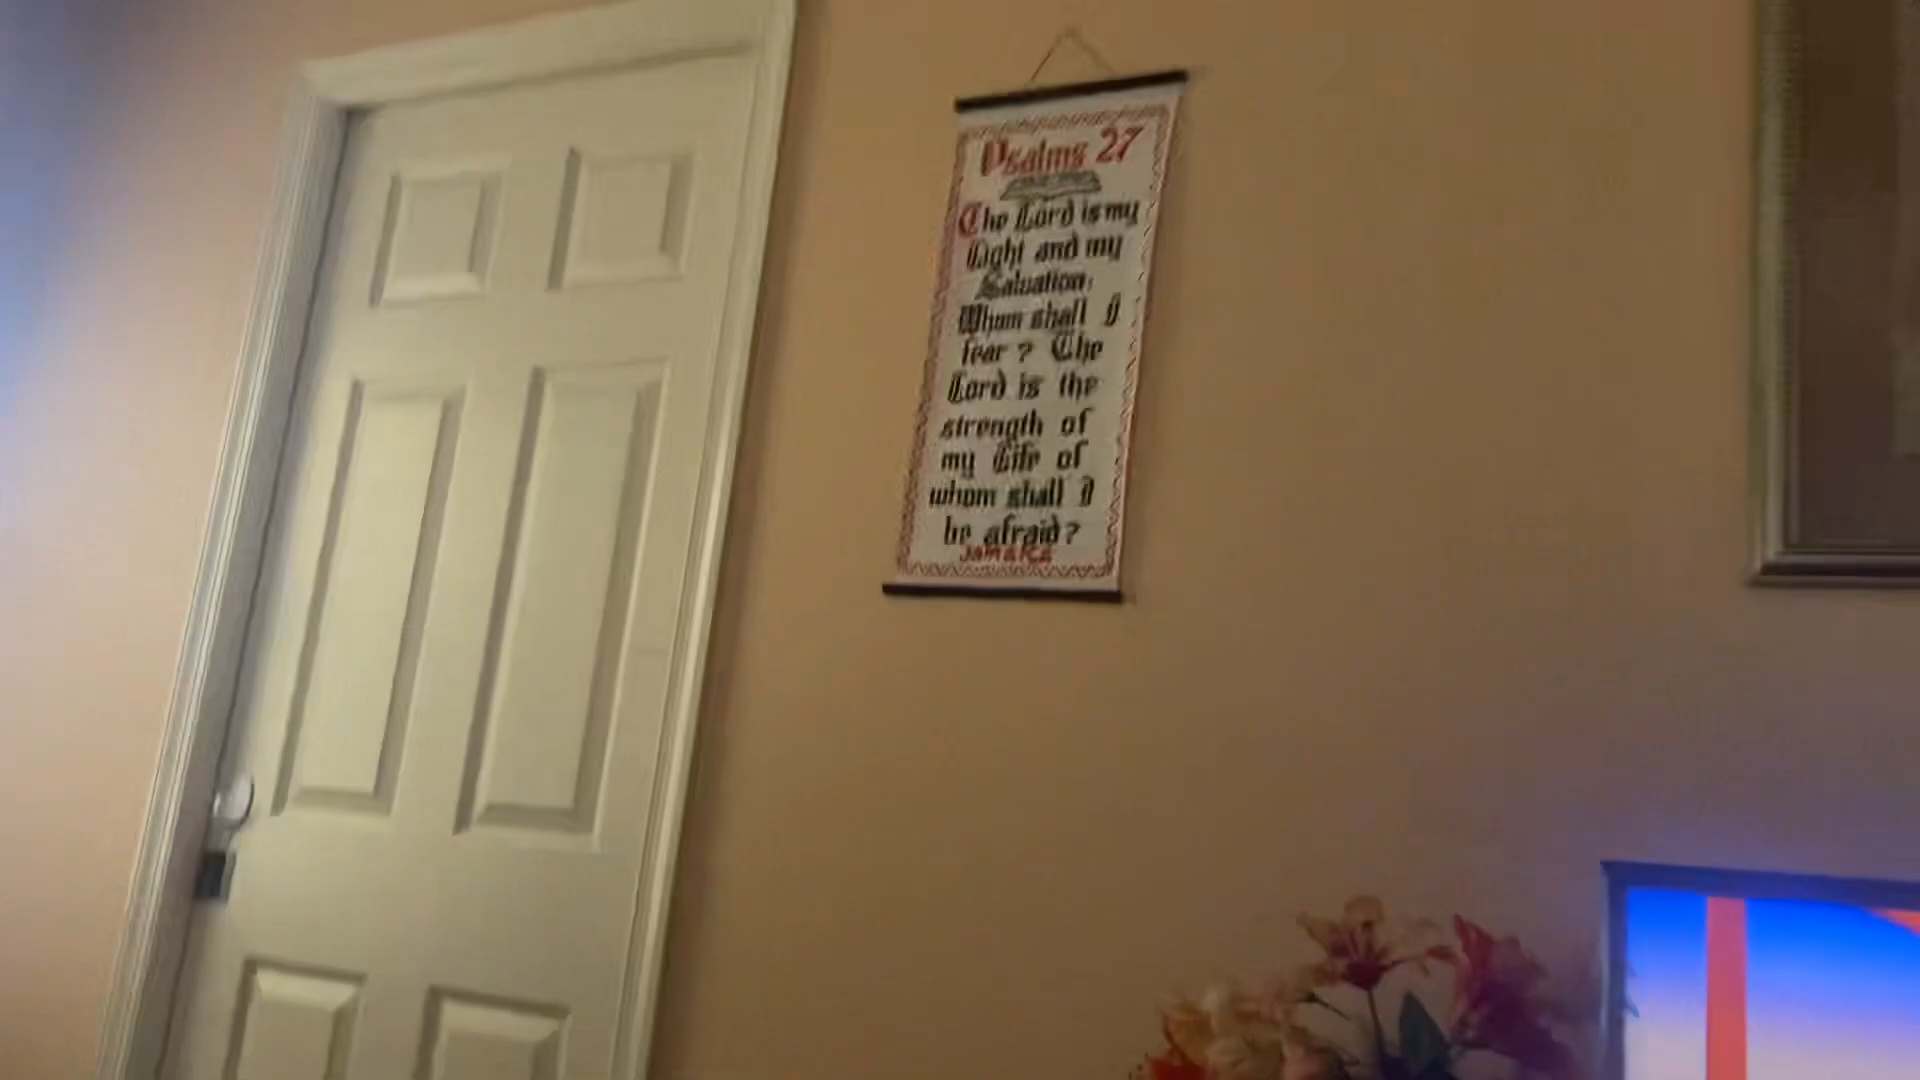 Psalms 27
The Lord is my
Light and my
Salvation:
Whom shall I
fear? The
Lord is the
strength of
my Life of
whom shall I
be afraid?
Jamaica